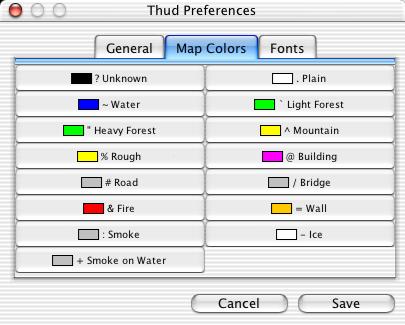 Thud Preferences
General Map Colors Fonts
? Unknown . Plain
~ Water ` Light Forest
" Heavy Forest ^ Mountain
% Rough @ Building
# Road / Bridge
& Fire = Wall
: Smoke - Ice
+ Smoke on Water
Cancel Save